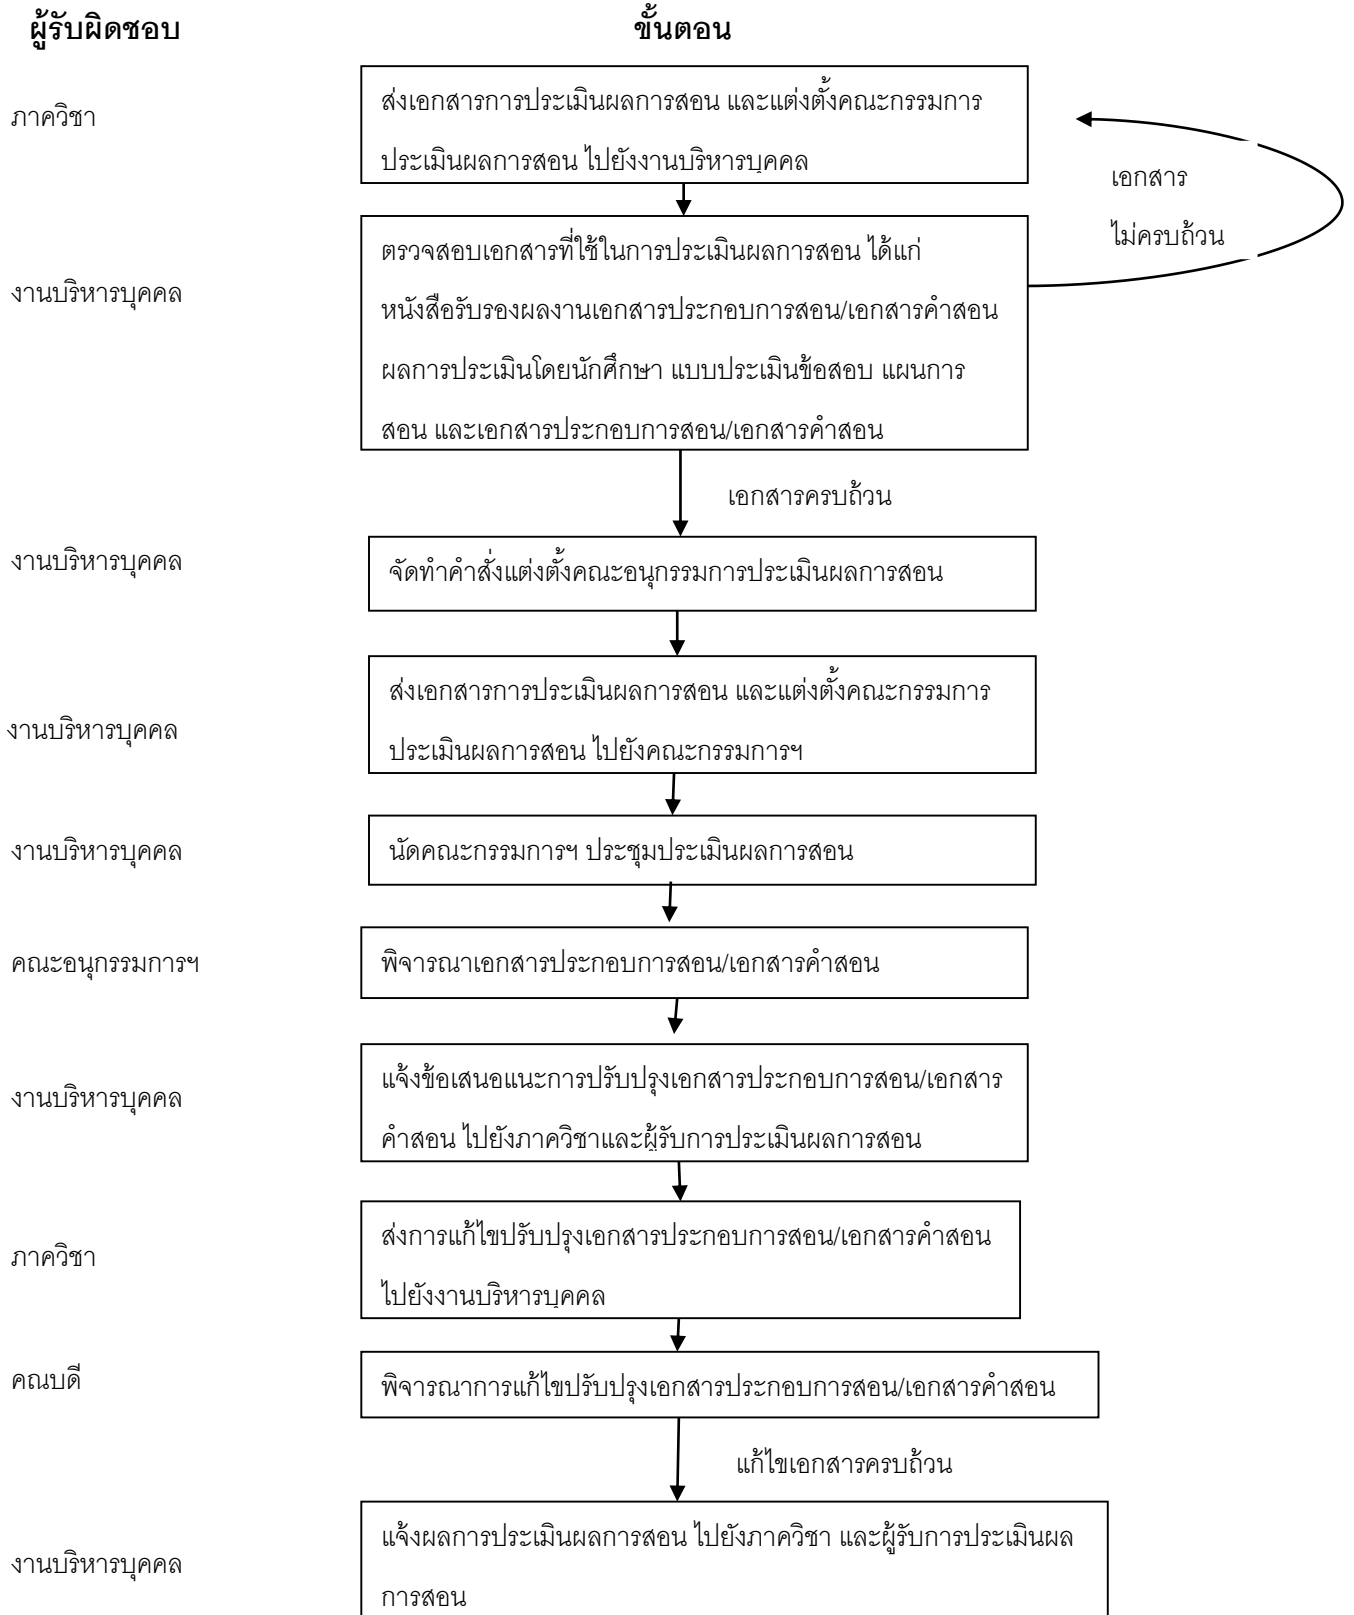 ผู้รับผิดชอบ ขั้นตอน
ภาควิชา
ส่งเอกสารการประเมินผลการสอน และแต่งตั้งคณะกรรมการ
ประเมินผลการสอน ไปยังงานบริหารบุคคล
เอกสาร
ไม่ครบถ้วน
งานบริหารบุคคล
ตรวจสอบเอกสารที่ใช้ในการประเมินผลการสอน ได้แก่
หนังสือรับรองผลงานเอกสารประกอบการสอน/เอกสารคำสอน
ผลการประเมินโดยนักศึกษา แบบประเมินข้อสอบ แผนการ
สอน และเอกสารประกอบการสอน/เอกสารคำสอน
เอกสารครบถ้วน
งานบริหารบุคคล
จัดทำคำสั่งแต่งตั้งคณะอนุกรรมการประเมินผลการสอน
งานบริหารบุคคล
ส่งเอกสารการประเมินผลการสอน และแต่งตั้งคณะกรรมการ
ประเมินผลการสอน ไปยังคณะกรรมการฯ
งานบริหารบุคคล
นัดคณะกรรมการฯ ประชุมประเมินผลการสอน
คณะอนุกรรมการฯ
พิจารณาเอกสารประกอบการสอน/เอกสารคำสอน
งานบริหารบุคคล
แจ้งข้อเสนอแนะการปรับปรุงเอกสารประกอบการสอน/เอกสาร
คำสอน ไปยังภาควิชาและผู้รับการประเมินผลการสอน
ภาควิชา
ส่งการแก้ไขปรับปรุงเอกสารประกอบการสอน/เอกสารคำสอน
ไปยังงานบริหารบุคคล
คณบดี
พิจารณาการแก้ไขปรับปรุงเอกสารประกอบการสอน/เอกสารคำสอน
แก้ไขเอกสารครบถ้วน
งานบริหารบุคคล
แจ้งผลการประเมินผลการสอน ไปยังภาควิชา และผู้รับการประเมินผล
การสอน